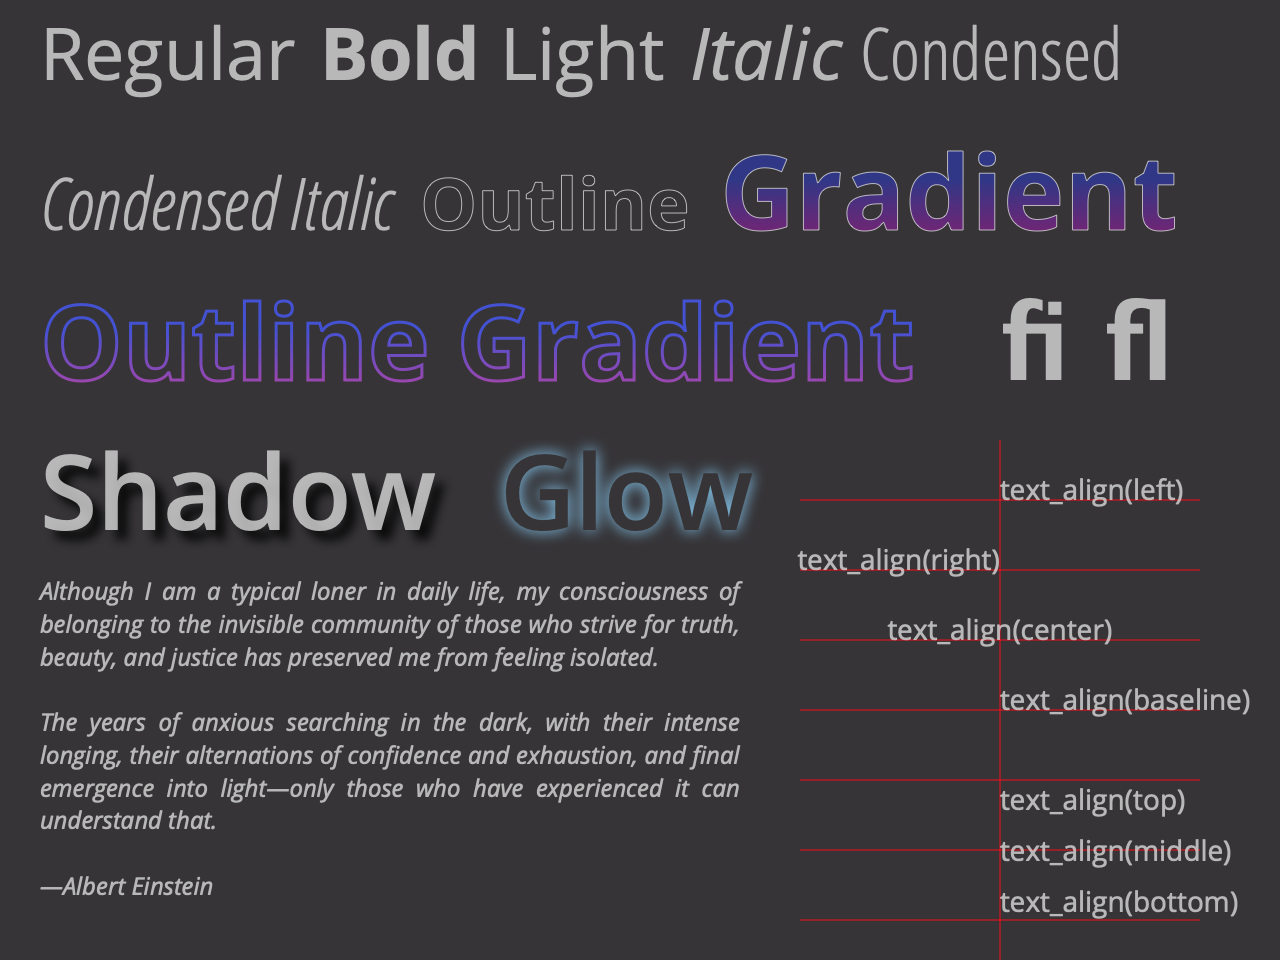 Regular Bold Light Italic Condensed
Condensed Italic Outline Gradient
Outline Gradient fi fl
Shadow Glow
Although I am a typical loner in daily life, my consciousness of
belonging to the invisible community of those who strive for truth,
beauty, and justice has preserved me from feeling isolated.
The years of anxious searching in the dark, with their intense
longing, their alternations of confidence and exhaustion, and final
emergence into light—only those who have experienced it can
understand that.
—Albert Einstein
text_align(left)
text_align(right)
text_align(center)
text_align(baseline)
text_align(top)
text_align(middle)
text_align(bottom)